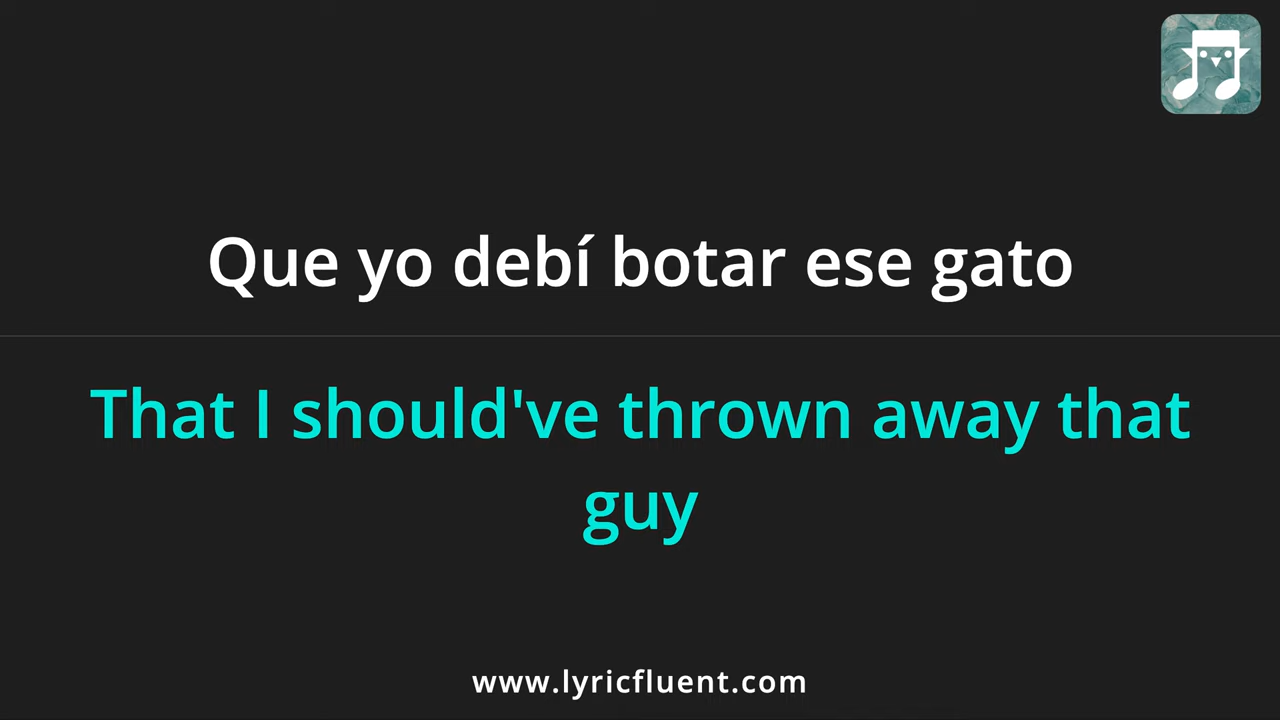 Que yo debí botar ese gato
That I should've thrown away that
guy
www.lyricfluent.com